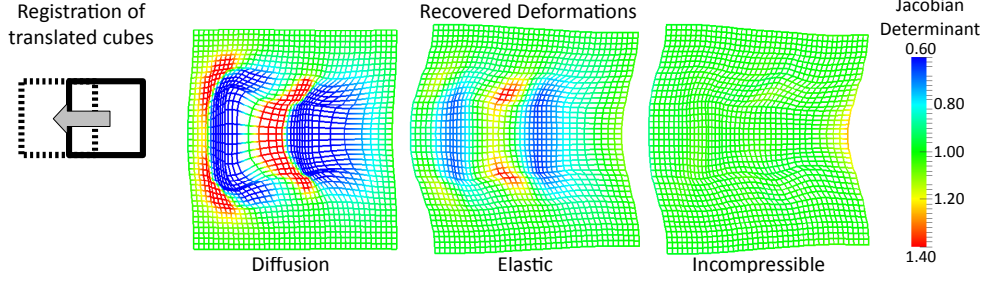 Registration of
translated cubes
Recovered Deformations
Jacobian
Determinant
0.60
0.80
1.00
1.20
1.40
Diffusion
Elastic
Incompressible